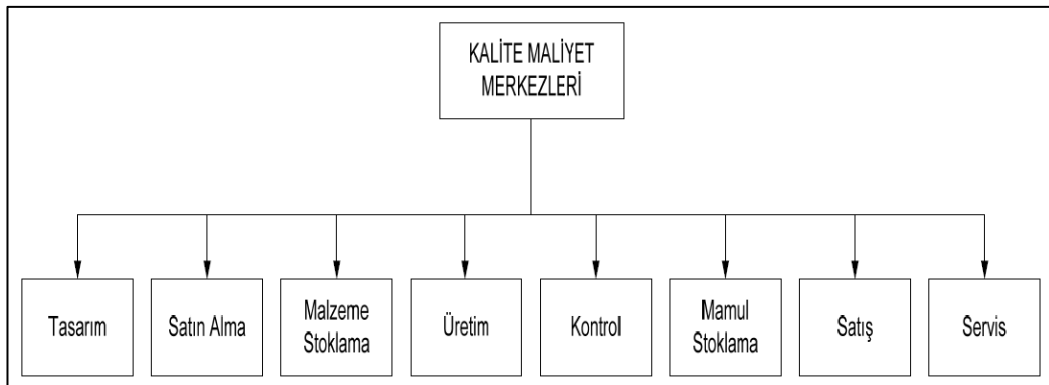 KALİTE MALİYET
MERKEZLERİ
Tasarım
Satın Alma
Malzeme
Stoklama
Üretim
Kontrol
Mamul
Stoklama
Satış
Servis